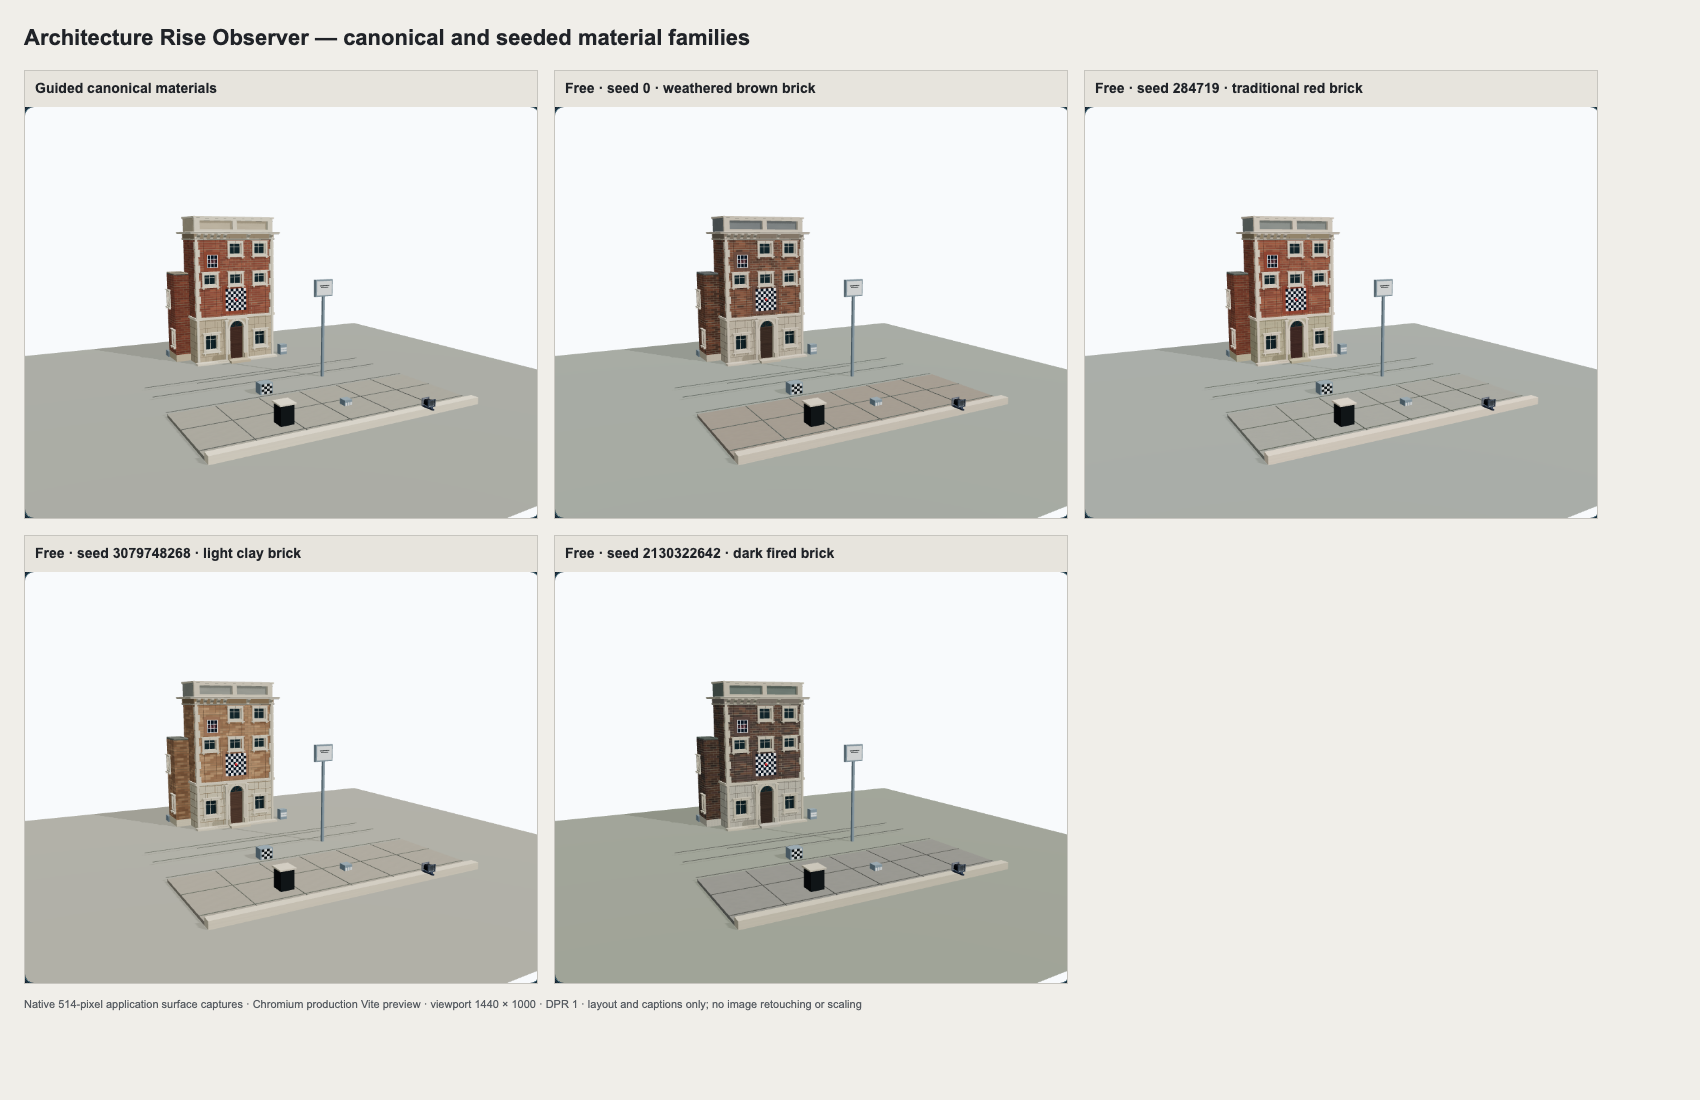 Architecture Rise Observer — canonical and seeded material families
Guided canonical materials
Free · seed 0 · weathered brown brick
Free · seed 284719 · traditional red brick
Free · seed 3079748268 · light clay brick
Free · seed 2130322642 · dark fired brick
Native 514-pixel application surface captures · Chromium production Vite preview · viewport 1440 × 1000 · DPR 1 · layout and captions only; no image retouching or scaling